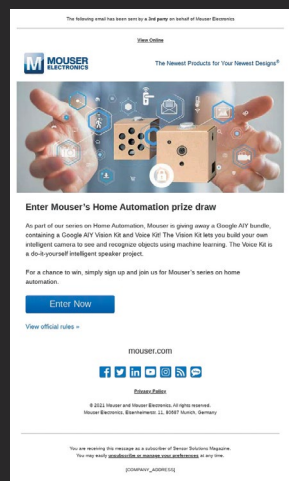 The following email has been sent by a 3rd party on behalf of Mouser Electronics
View Online
M MOUSER
ELECTRONICS
The Newest Products for Your Newest Designs®
Enter Mouser's Home Automation prize draw
As part of our series on Home Automation, Mouser is giving away a Google AIY bundle,
containing a Google AIY Vision Kit and Voice Kit! The Vision Kit lets you build your own
intelligent camera to see and recognize objects using machine learning. The Voice Kit is
a do-it-yourself intelligent speaker project.
For a chance to win, simply sign up and join us for Mouser's series on home
automation.
Enter Now
View official rules »
mouser.com
Privacy Policy
© 2021 Mouser and Mouser Electronics. All rights reserved.
Mouser Electronics, Elsenheimerstr. 11, 80687 Munich, Germany
You are receiving this message as a subscriber of Sensor Solutions Magazine.
You may easily unsubscribe or manage your preferences at any time.
[COMPANY_ADDRESS]